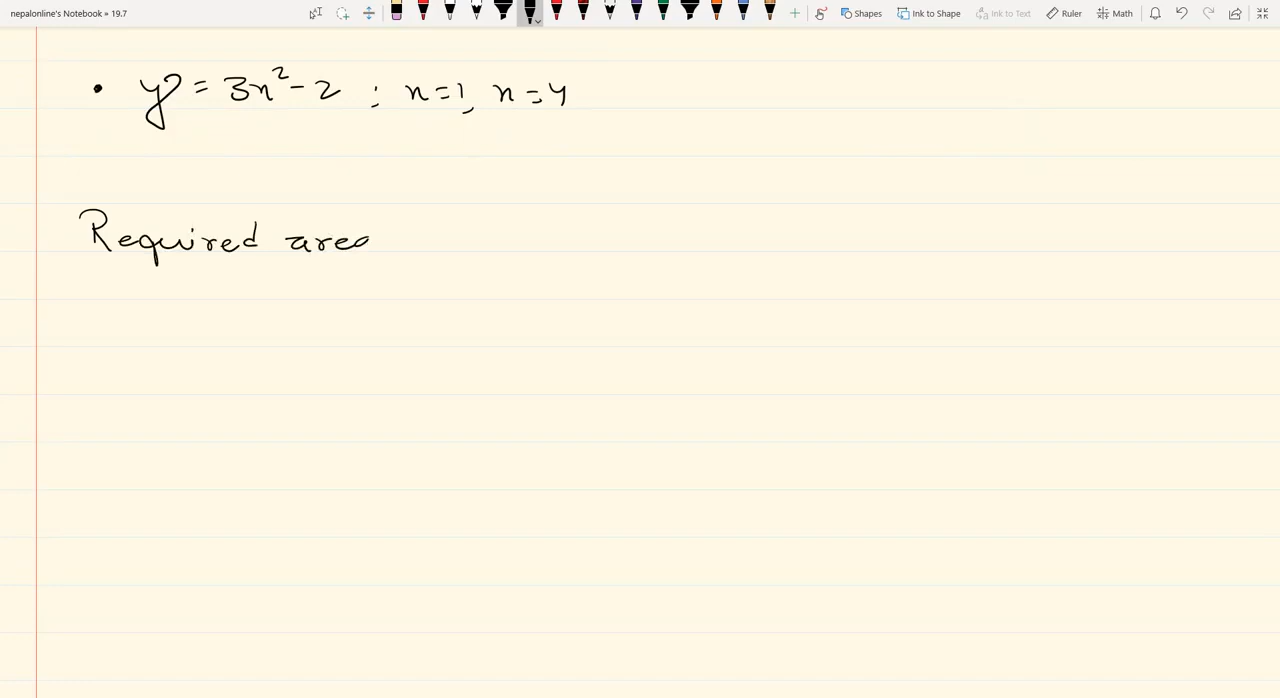 nepalonline's Notebook » 19.7 Shapes Ink to Shape Ink to Text Ruler Math
• y = 3x² - 2 ; x = 1, x = 4
Required area